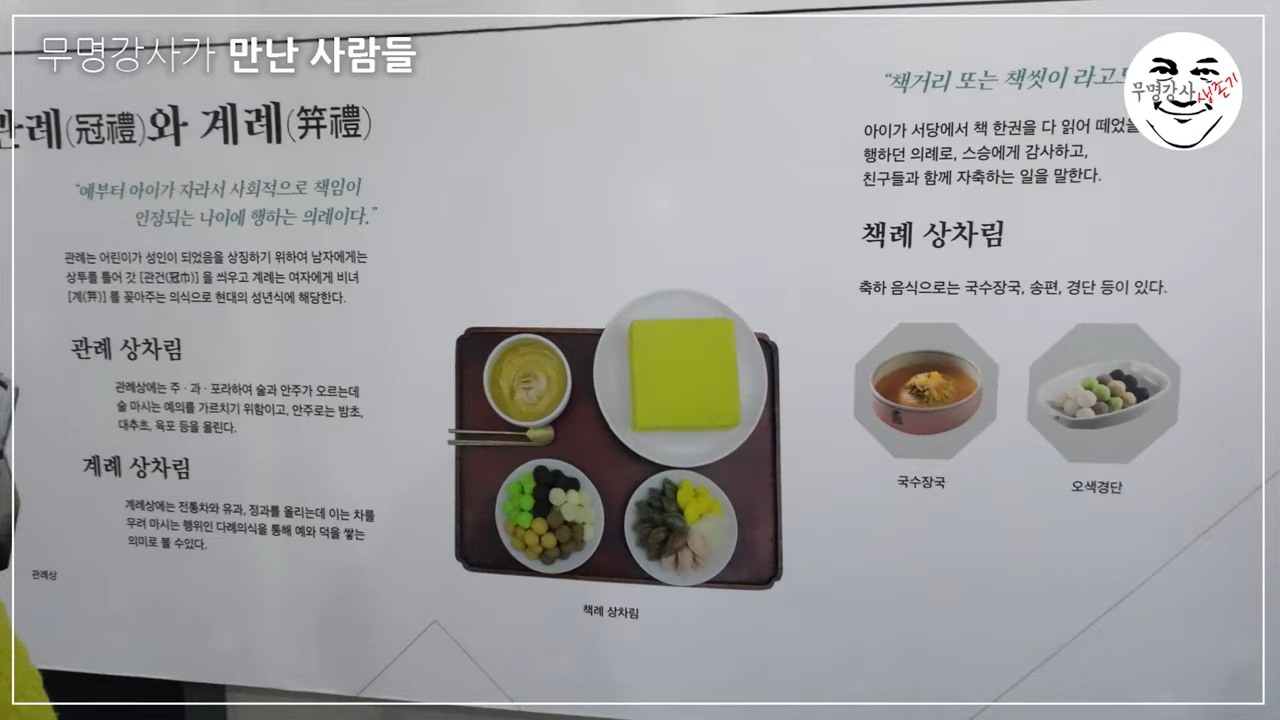 무명강사가 만난 사람들
관례(冠禮)와 계례(笄禮)
“예부터 아이가 자라서 사회적으로 책임이
인정되는 나이에 행하는 의례이다.”
관례는 어린이가 성인이 되었음을 상징하기 위하여 남자에게는
상투를 틀어 갓 [관건(冠巾)] 을 씌우고 계례는 여자에게 비녀
[계(笄)] 를 꽂아주는 의식으로 현대의 성년식에 해당한다.
관례 상차림
관례상에는 주 · 과 · 포라하여 술과 안주가 오르는데
술 마시는 예의를 가르치기 위함이고, 안주로는 밤초,
대추초, 육포 등을 올린다.
계례 상차림
계례상에는 전통차와 유과, 정과를 올리는데 이는 차를
우려 마시는 행위인 다례의식을 통해 예와 덕을 쌓는
의미로 볼 수있다.
관례상
책례 상차림
“책거리 또는 책씻이 라고도
아이가 서당에서 책 한권을 다 읽어 떼었을
행하던 의례로, 스승에게 감사하고,
친구들과 함께 자축하는 일을 말한다.
책례 상차림
축하 음식으로는 국수장국, 송편, 경단 등이 있다.
국수장국
오색경단
무명강사 생존기